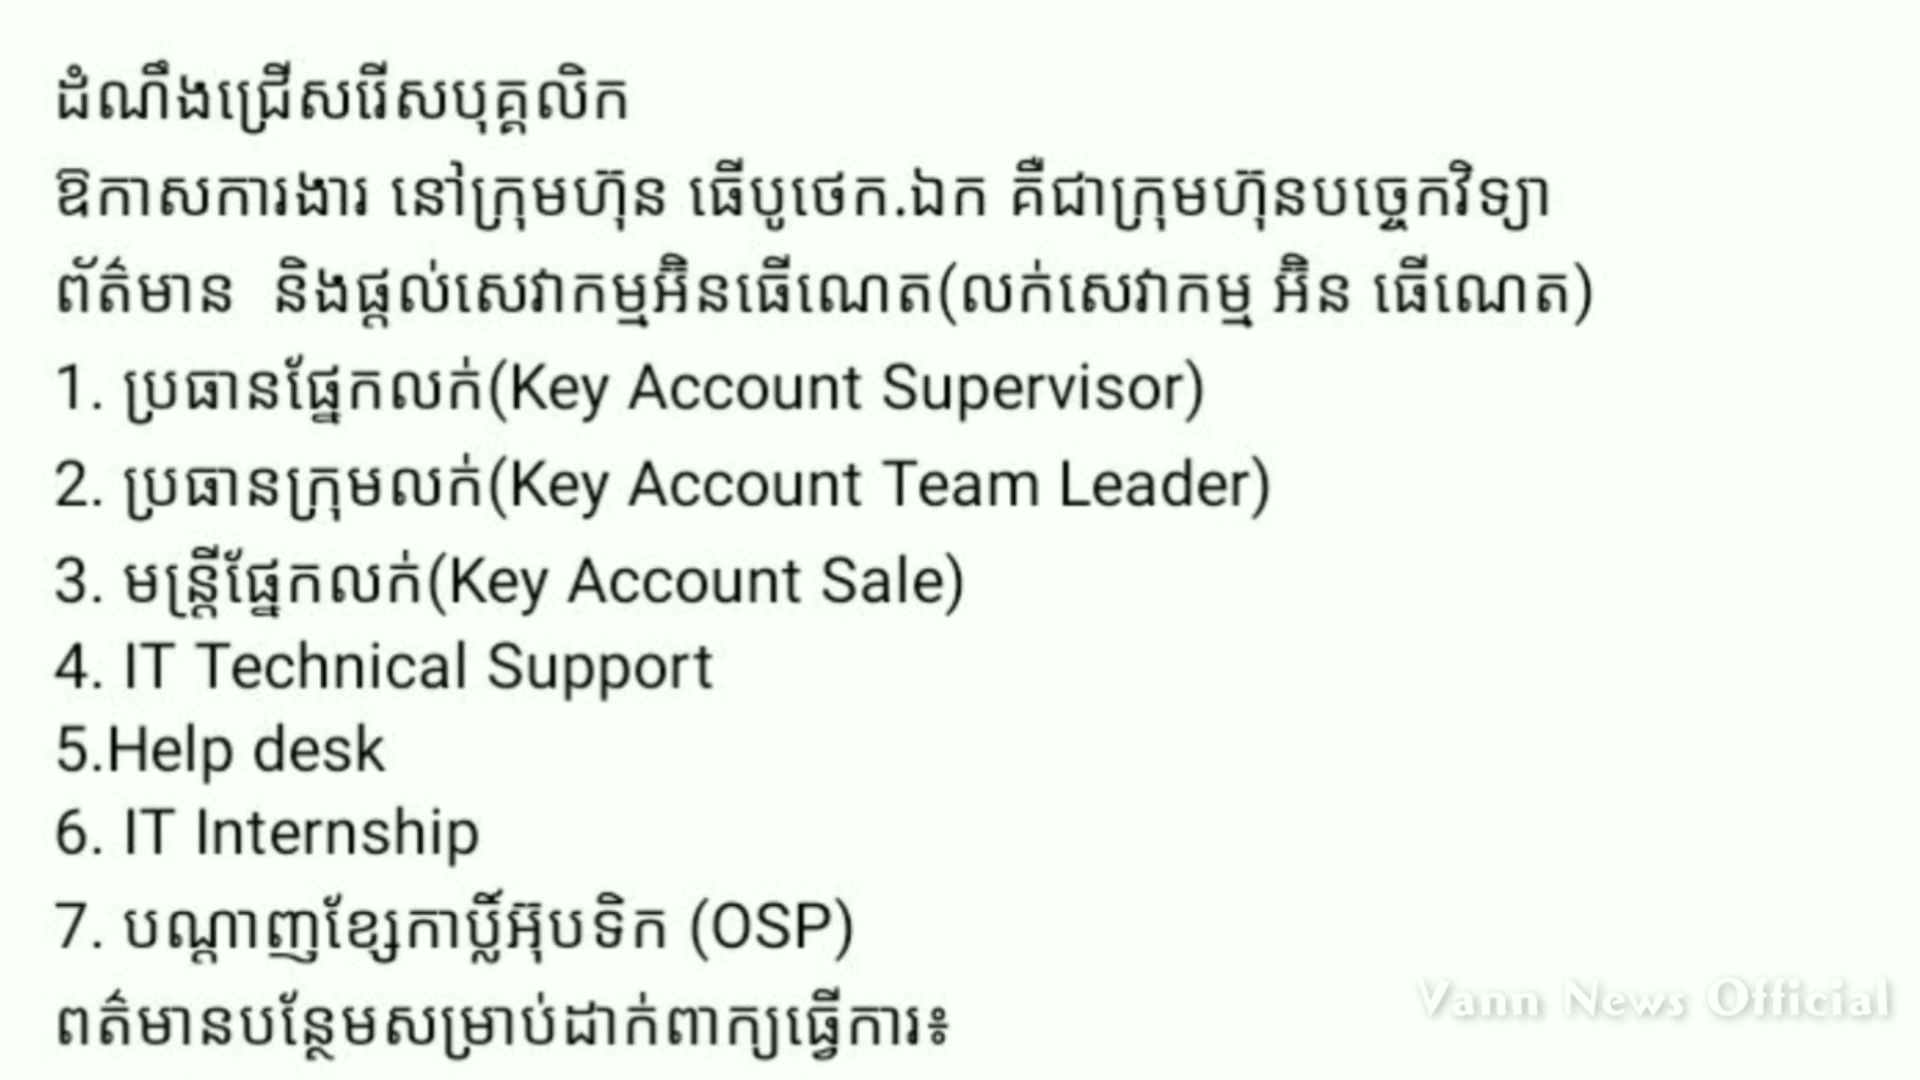 ដំណឹងជ្រើសរើសបុគ្គលិក
ឱកាសការងារ នៅក្រុមហ៊ុន ធើបូថេក.ឯក គឺជាក្រុមហ៊ុនបច្ចេកវិទ្យា
ព័ត៌មាន  និងផ្តល់សេវាកម្មអ៊ិនធើណេត(លក់សេវាកម្ម អ៊ិន ធើណេត)
1. ប្រធានផ្នែកលក់(Key Account Supervisor)
2. ប្រធានក្រុមលក់(Key Account Team Leader)
3. មន្ត្រីផ្នែកលក់(Key Account Sale)
4. IT Technical Support
5.Help desk
6. IT Internship
7. បណ្តាញខ្សែកាប្លិ៍អ៊ុបទិក (OSP)
ពត៌មានបន្ថែមសម្រាប់ដាក់ពាក្យធ្វើការ៖
Vann News Official